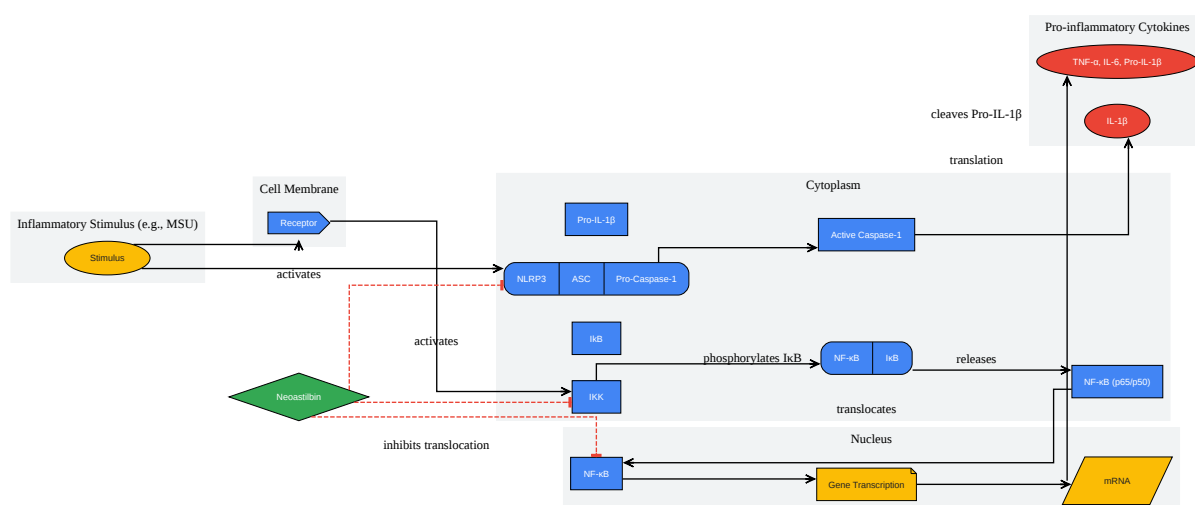 Pro-inflammatory Cytokines
TNF-α, IL-6, Pro-IL-1β
cleaves Pro-IL-1β
IL-1β
translation
Cell Membrane
Cytoplasm
Inflammatory Stimulus (e.g., MSU)
Receptor
Pro-IL-1β
Active Caspase-1
Stimulus
activates
NLRP3
ASC
Pro-Caspase-1
activates
IkB
phosphorylates IκB
NF-κB
IκB
releases
NF-κB (p65/p50)
Neoastilbin
IKK
translocates
inhibits translocation
Nucleus
NF-κB
Gene Transcription
mRNA